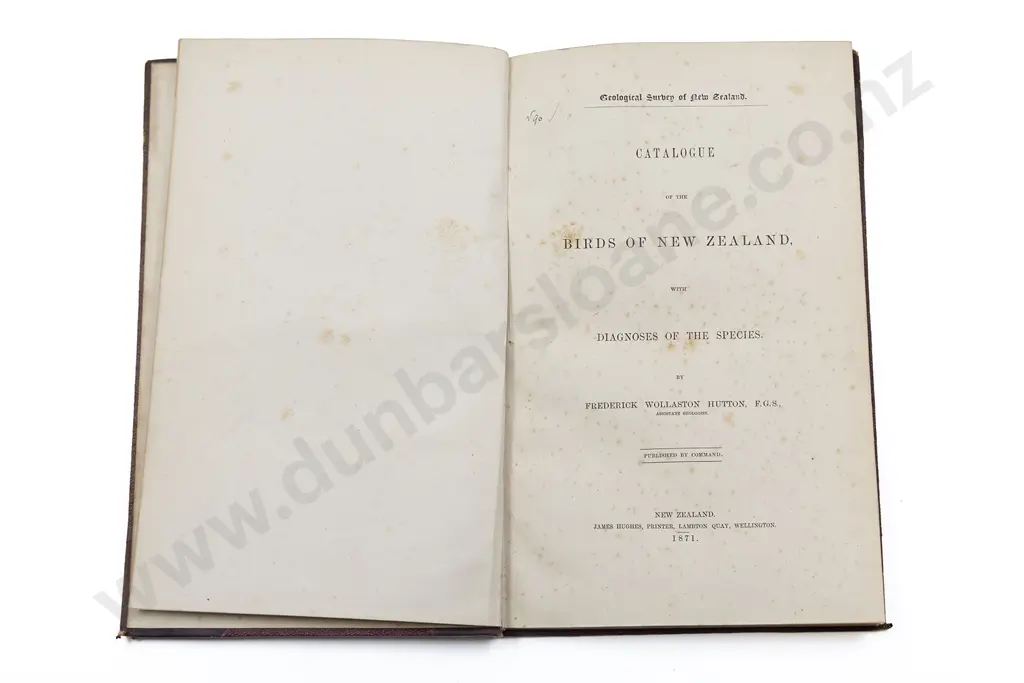 Geological Survey of New Zealand.
CATALOGUE
OF THE
BIRDS OF NEW ZEALAND,
WITH
DIAGNOSES OF THE SPECIES.
BY
FREDERICK WOLLASTON HUTTON, F.G.S.,
ASSISTANT GEOLOGIST.
PUBLISHED BY COMMAND.
NEW ZEALAND.
JAMES HUGHES, PRINTER, LAMBTON QUAY, WELLINGTON.
1871.
www.dunbarsloane.co.nz